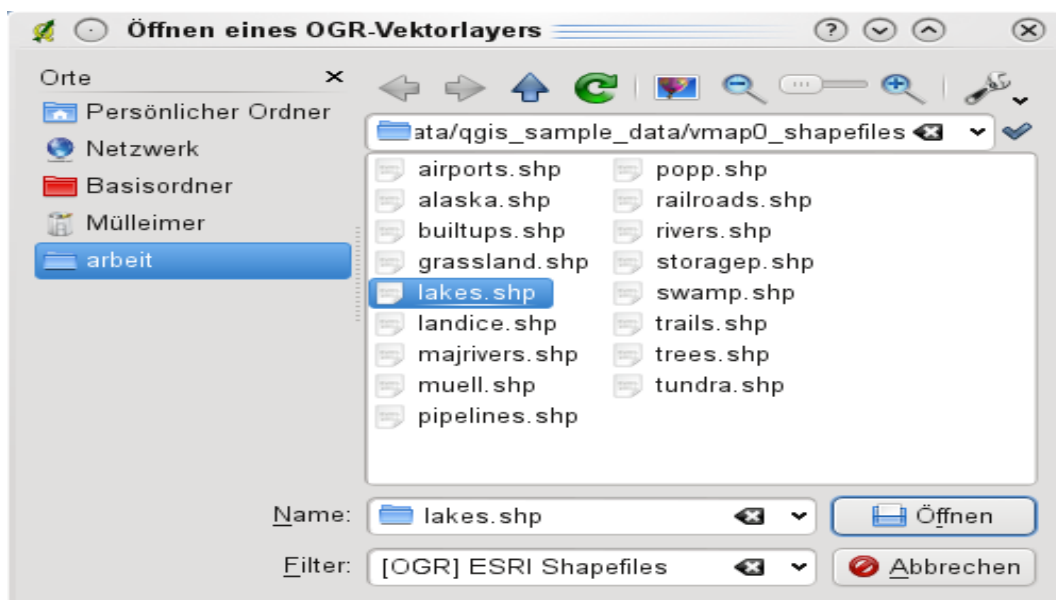 Öffnen eines OGR-Vektorlayers
Orte
Persönlicher Ordner
Netzwerk
Basisordner
Mülleimer
arbeit
ata/qgis_sample_data/vmap0_shapefiles
airports.shp
alaska.shp
builtups.shp
grassland.shp
lakes.shp
landice.shp
majrivers.shp
muell.shp
pipelines.shp
popp.shp
railroads.shp
rivers.shp
storagep.shp
swamp.shp
trails.shp
trees.shp
tundra.shp
Name: lakes.shp Öffnen
Filter: [OGR] ESRI Shapefiles Abbrechen